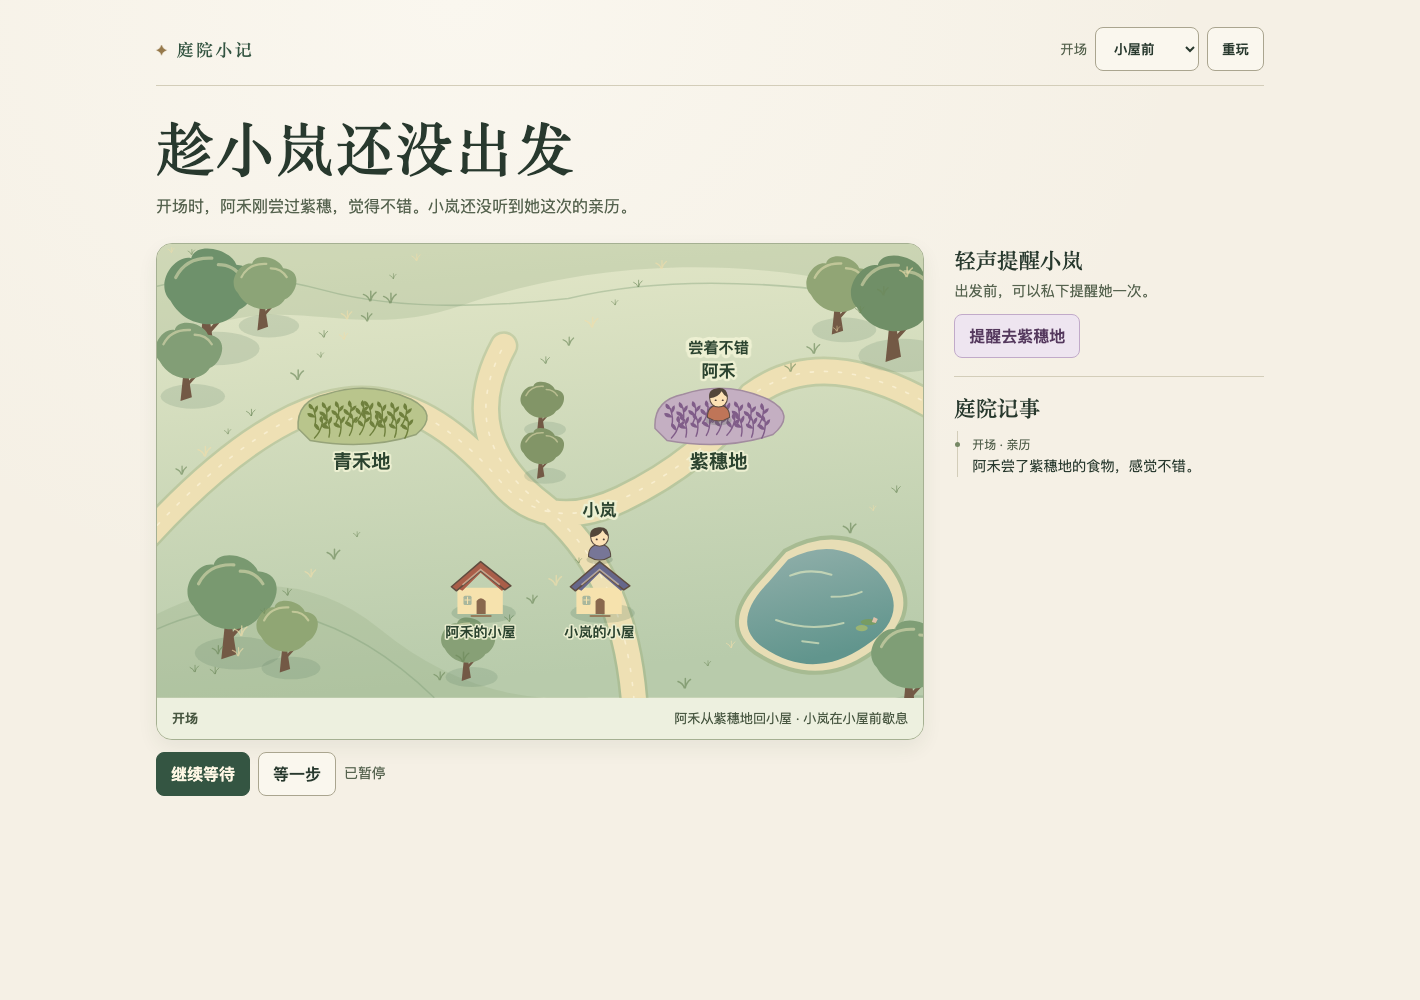 ✦ 庭院小记
开场 小屋前 重玩
趁小岚还没出发
开场时，阿禾刚尝过紫穗，觉得不错。小岚还没听到她这次的亲历。
尝着不错
阿禾
青禾地
紫穗地
小岚
阿禾的小屋
小岚的小屋
开场
阿禾从紫穗地回小屋 · 小岚在小屋前歇息
继续等待
等一步
已暂停
轻声提醒小岚
出发前，可以私下提醒她一次。
提醒去紫穗地
庭院记事
开场 · 亲历
阿禾尝了紫穗地的食物，感觉不错。